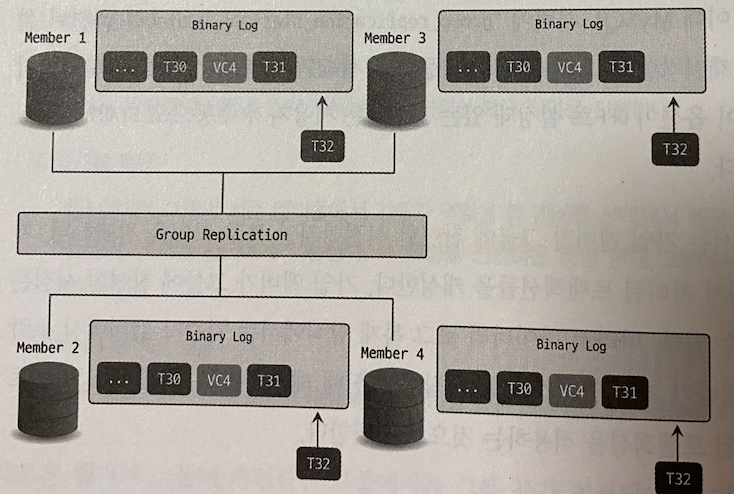 Member 1
Binary Log
... T30 VC4 T31
T32
Member 3
Binary Log
... T30 VC4 T31
T32
Group Replication
Member 2
Binary Log
... T30 VC4 T31
T32
Member 4
Binary Log
... T30 VC4 T31
T32